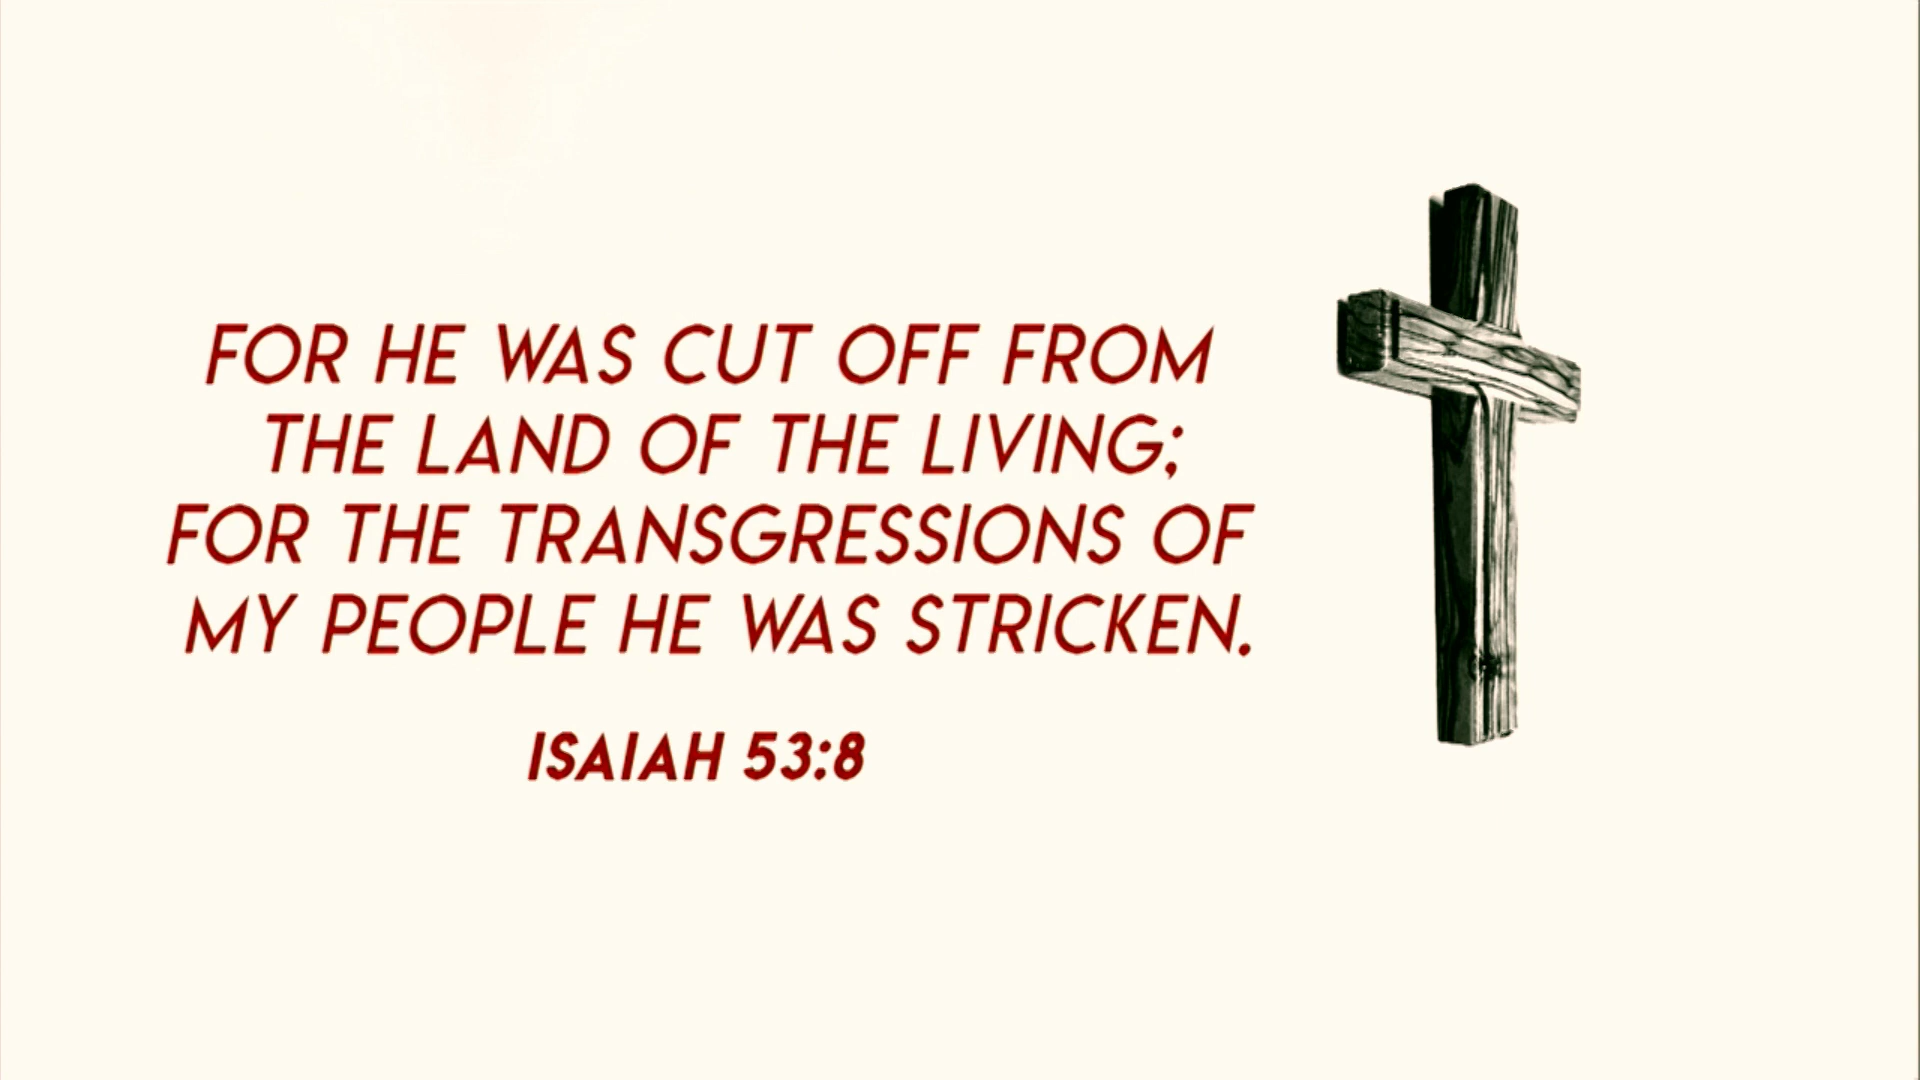 FOR HE WAS CUT OFF FROM
THE LAND OF THE LIVING;
FOR THE TRANSGRESSIONS OF
MY PEOPLE HE WAS STRICKEN.
ISAIAH 53:8